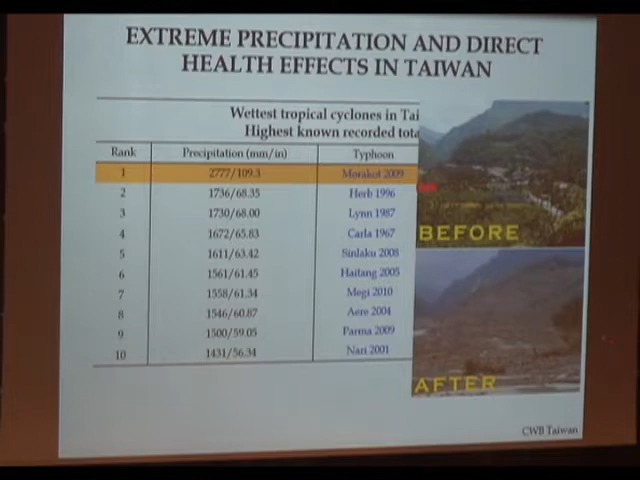 EXTREME PRECIPITATION AND DIRECT
HEALTH EFFECTS IN TAIWAN
Wettest tropical cyclones in Tai
Highest known recorded tota
Rank Precipitation (mm/in) Typhoon
1 2777/109.3 Morakot 2009
2 1736/68.35 Herb 1996
3 1730/68.00 Lynn 1987
4 1672/65.83 Carla 1967
5 1611/63.42 Sinlaku 2008
6 1561/61.45 Haitang 2005
7 1558/61.34 Megi 2010
8 1546/60.87 Aere 2004
9 1500/59.05 Parma 2009
10 1431/56.34 Nari 2001
BEFORE
AFTER
CWB Taiwan